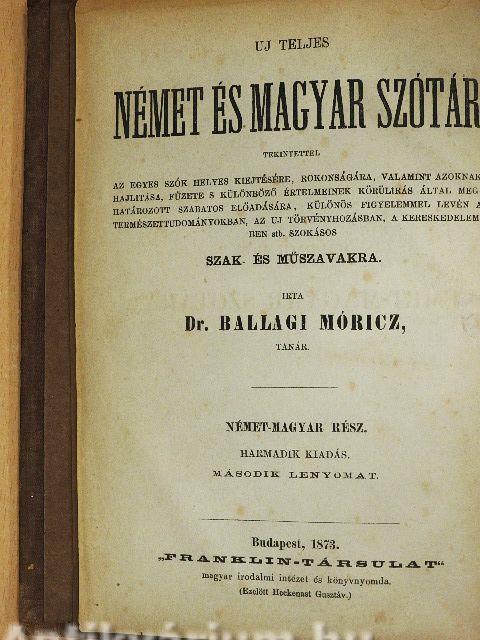 UJ TELJES
NÉMET ÉS MAGYAR SZÓTÁR
TEKINTETTEL
AZ EGYES SZÓK HELYES KIEJTÉSÉRE, ROKONSÁGÁRA, VALAMINT AZOKNAK
HAJLITÁSA, FŰZETE S KÜLÖNBÖZŐ ÉRTELMEINEK KÖRÜLIRÁS ÁLTAL MEG
HATÁROZOTT SZABATOS ELŐADÁSÁRA, KÜLÖNÖS FIGYELEMMEL LEVÉN A
TERMÉSZETTUDOMÁNYOKBAN, AZ UJ TÖRVÉNYHOZÁSBAN, A KERESKEDELEM
BEN stb. SZOKÁSOS
SZAK- ÉS MŰSZAVAKRA.
IRTA
Dr. BALLAGI MÓRICZ,
TANÁR.
NÉMET-MAGYAR RÉSZ.
HARMADIK KIADÁS.
MÁSODIK LENYOMAT.
Budapest, 1873.
„FRANKLIN-TÁRSULAT"
magyar irodalmi intézet és könyvnyomda.
(Ezelőtt Heckenast Gusztáv.)
Antikvárium.hu